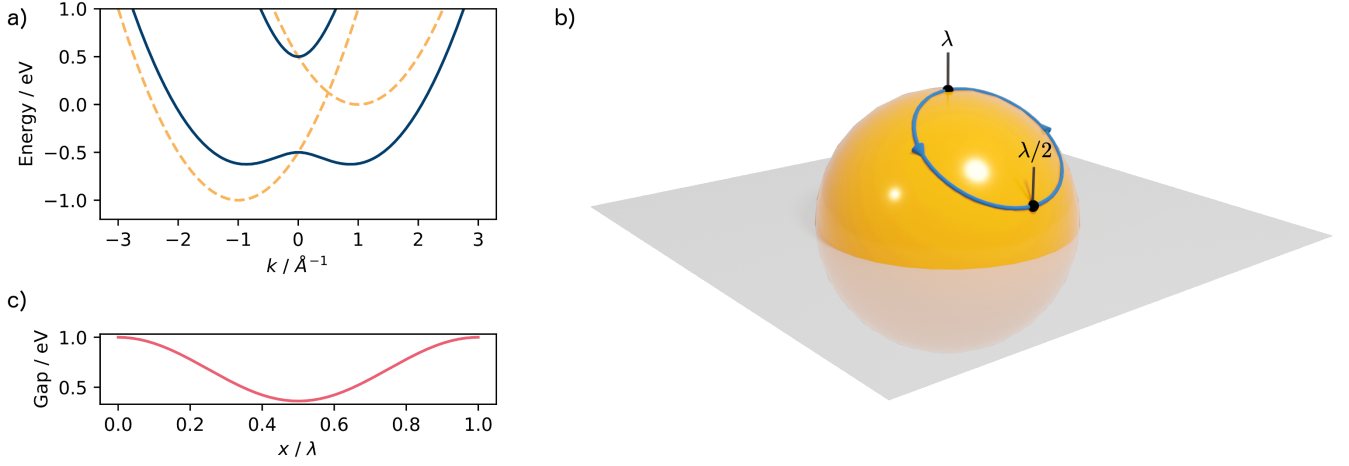 a)
1.0
0.5
0.0
−0.5
−1.0
Energy / eV
−3 −2 −1 0 1 2 3
k / Å⁻¹
b)
λ
λ/2
c)
1.0
0.5
Gap / eV
0.0 0.2 0.4 0.6 0.8 1.0
x / λ